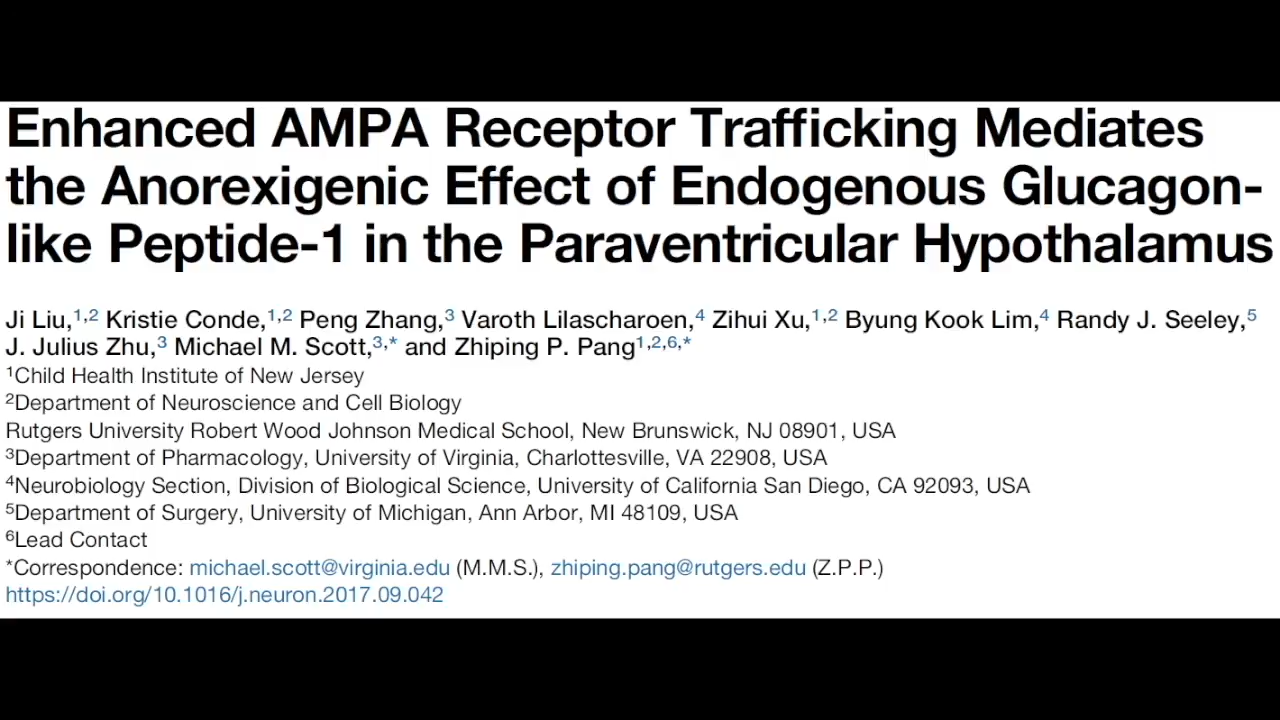 Enhanced AMPA Receptor Trafficking Mediates
the Anorexigenic Effect of Endogenous Glucagon-
like Peptide-1 in the Paraventricular Hypothalamus
Ji Liu,1,2 Kristie Conde,1,2 Peng Zhang,3 Varoth Lilascharoen,4 Zihui Xu,1,2 Byung Kook Lim,4 Randy J. Seeley,5
J. Julius Zhu,3 Michael M. Scott,3,* and Zhiping P. Pang1,2,6,*
1Child Health Institute of New Jersey
2Department of Neuroscience and Cell Biology
Rutgers University Robert Wood Johnson Medical School, New Brunswick, NJ 08901, USA
3Department of Pharmacology, University of Virginia, Charlottesville, VA 22908, USA
4Neurobiology Section, Division of Biological Science, University of California San Diego, CA 92093, USA
5Department of Surgery, University of Michigan, Ann Arbor, MI 48109, USA
6Lead Contact
*Correspondence: michael.scott@virginia.edu (M.M.S.), zhiping.pang@rutgers.edu (Z.P.P.)
https://doi.org/10.1016/j.neuron.2017.09.042